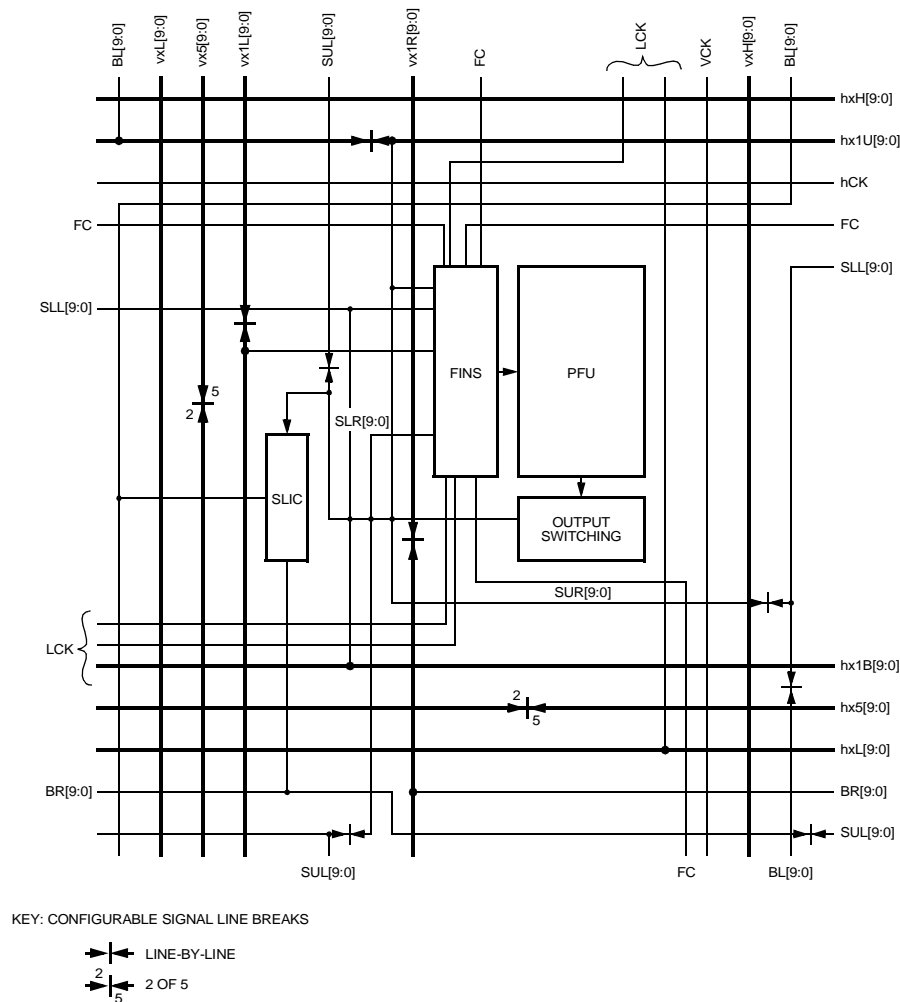 BL[9:0]
vxL[9:0]
vx5[9:0]
vx1L[9:0]
SUL[9:0]
vx1R[9:0]
FC
LCK
VCK
vxH[9:0]
BL[9:0]
hxH[9:0]
hx1U[9:0]
hCK
FC
FC
SLL[9:0]
SLL[9:0]
FINS
PFU
5
2
SLR[9:0]
SLIC
OUTPUT
SWITCHING
SUR[9:0]
LCK
hx1B[9:0]
2
5
hx5[9:0]
hxL[9:0]
BR[9:0]
BR[9:0]
SUL[9:0]
SUL[9:0]
FC
BL[9:0]
KEY: CONFIGURABLE SIGNAL LINE BREAKS
LINE-BY-LINE
2
5
2 OF 5